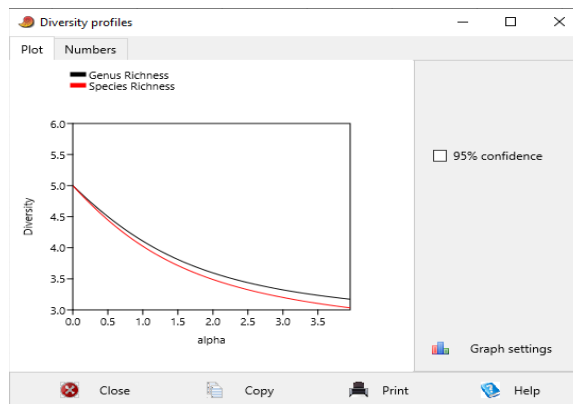 Diversity profiles
Plot Numbers
Genus Richness
Species Richness
6.0
5.5
5.0
4.5
4.0
3.5
3.0
Diversity
0.0 0.5 1.0 1.5 2.0 2.5 3.0 3.5
alpha
95% confidence
Graph settings
Close Copy Print Help